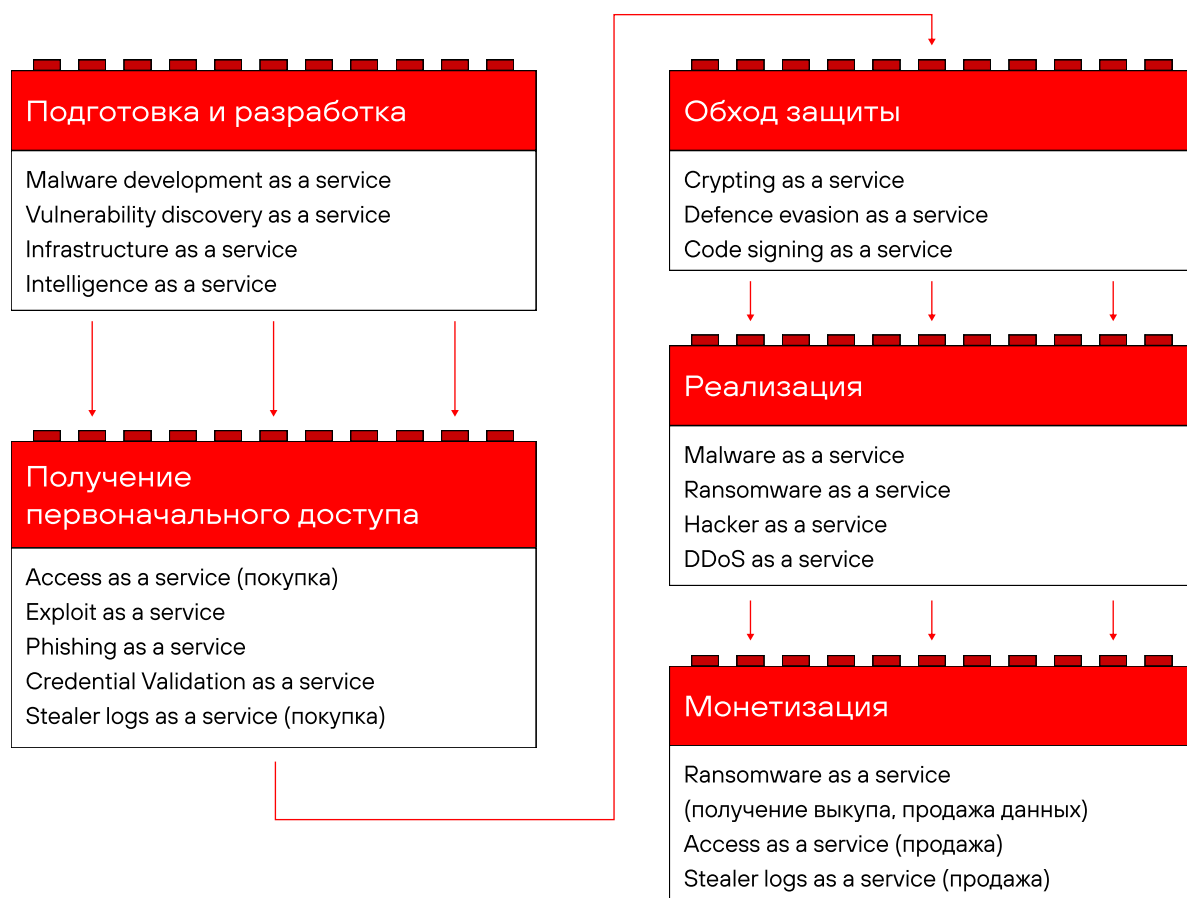 Подготовка и разработка
Malware development as a service
Vulnerability discovery as a service
Infrastructure as a service
Intelligence as a service
Получение
первоначального доступа
Access as a service (покупка)
Exploit as a service
Phishing as a service
Credential Validation as a service
Stealer logs as a service (покупка)
Обход защиты
Crypting as a service
Defence evasion as a service
Code signing as a service
Реализация
Malware as a service
Ransomware as a service
Hacker as a service
DDoS as a service
Монетизация
Ransomware as a service
(получение выкупа, продажа данных)
Access as a service (продажа)
Stealer logs as a service (продажа)